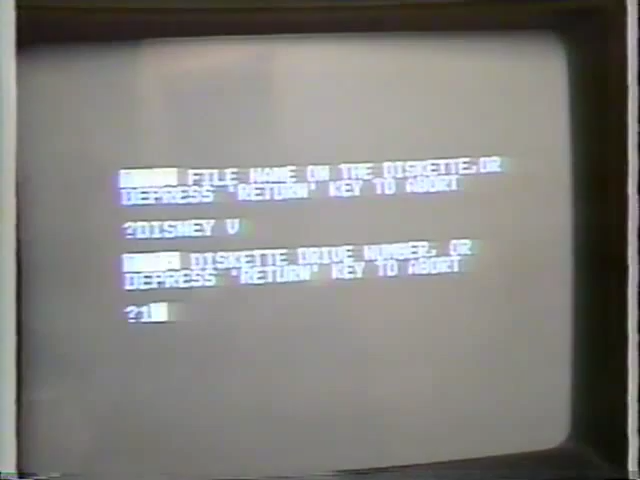 FILE NAME ON THE DISKETTE,OR
DEPRESS 'RETURN' KEY TO ABORT
?DISNEY V
DISKETTE DRIVE NUMBER, OR
DEPRESS 'RETURN' KEY TO ABORT
?1